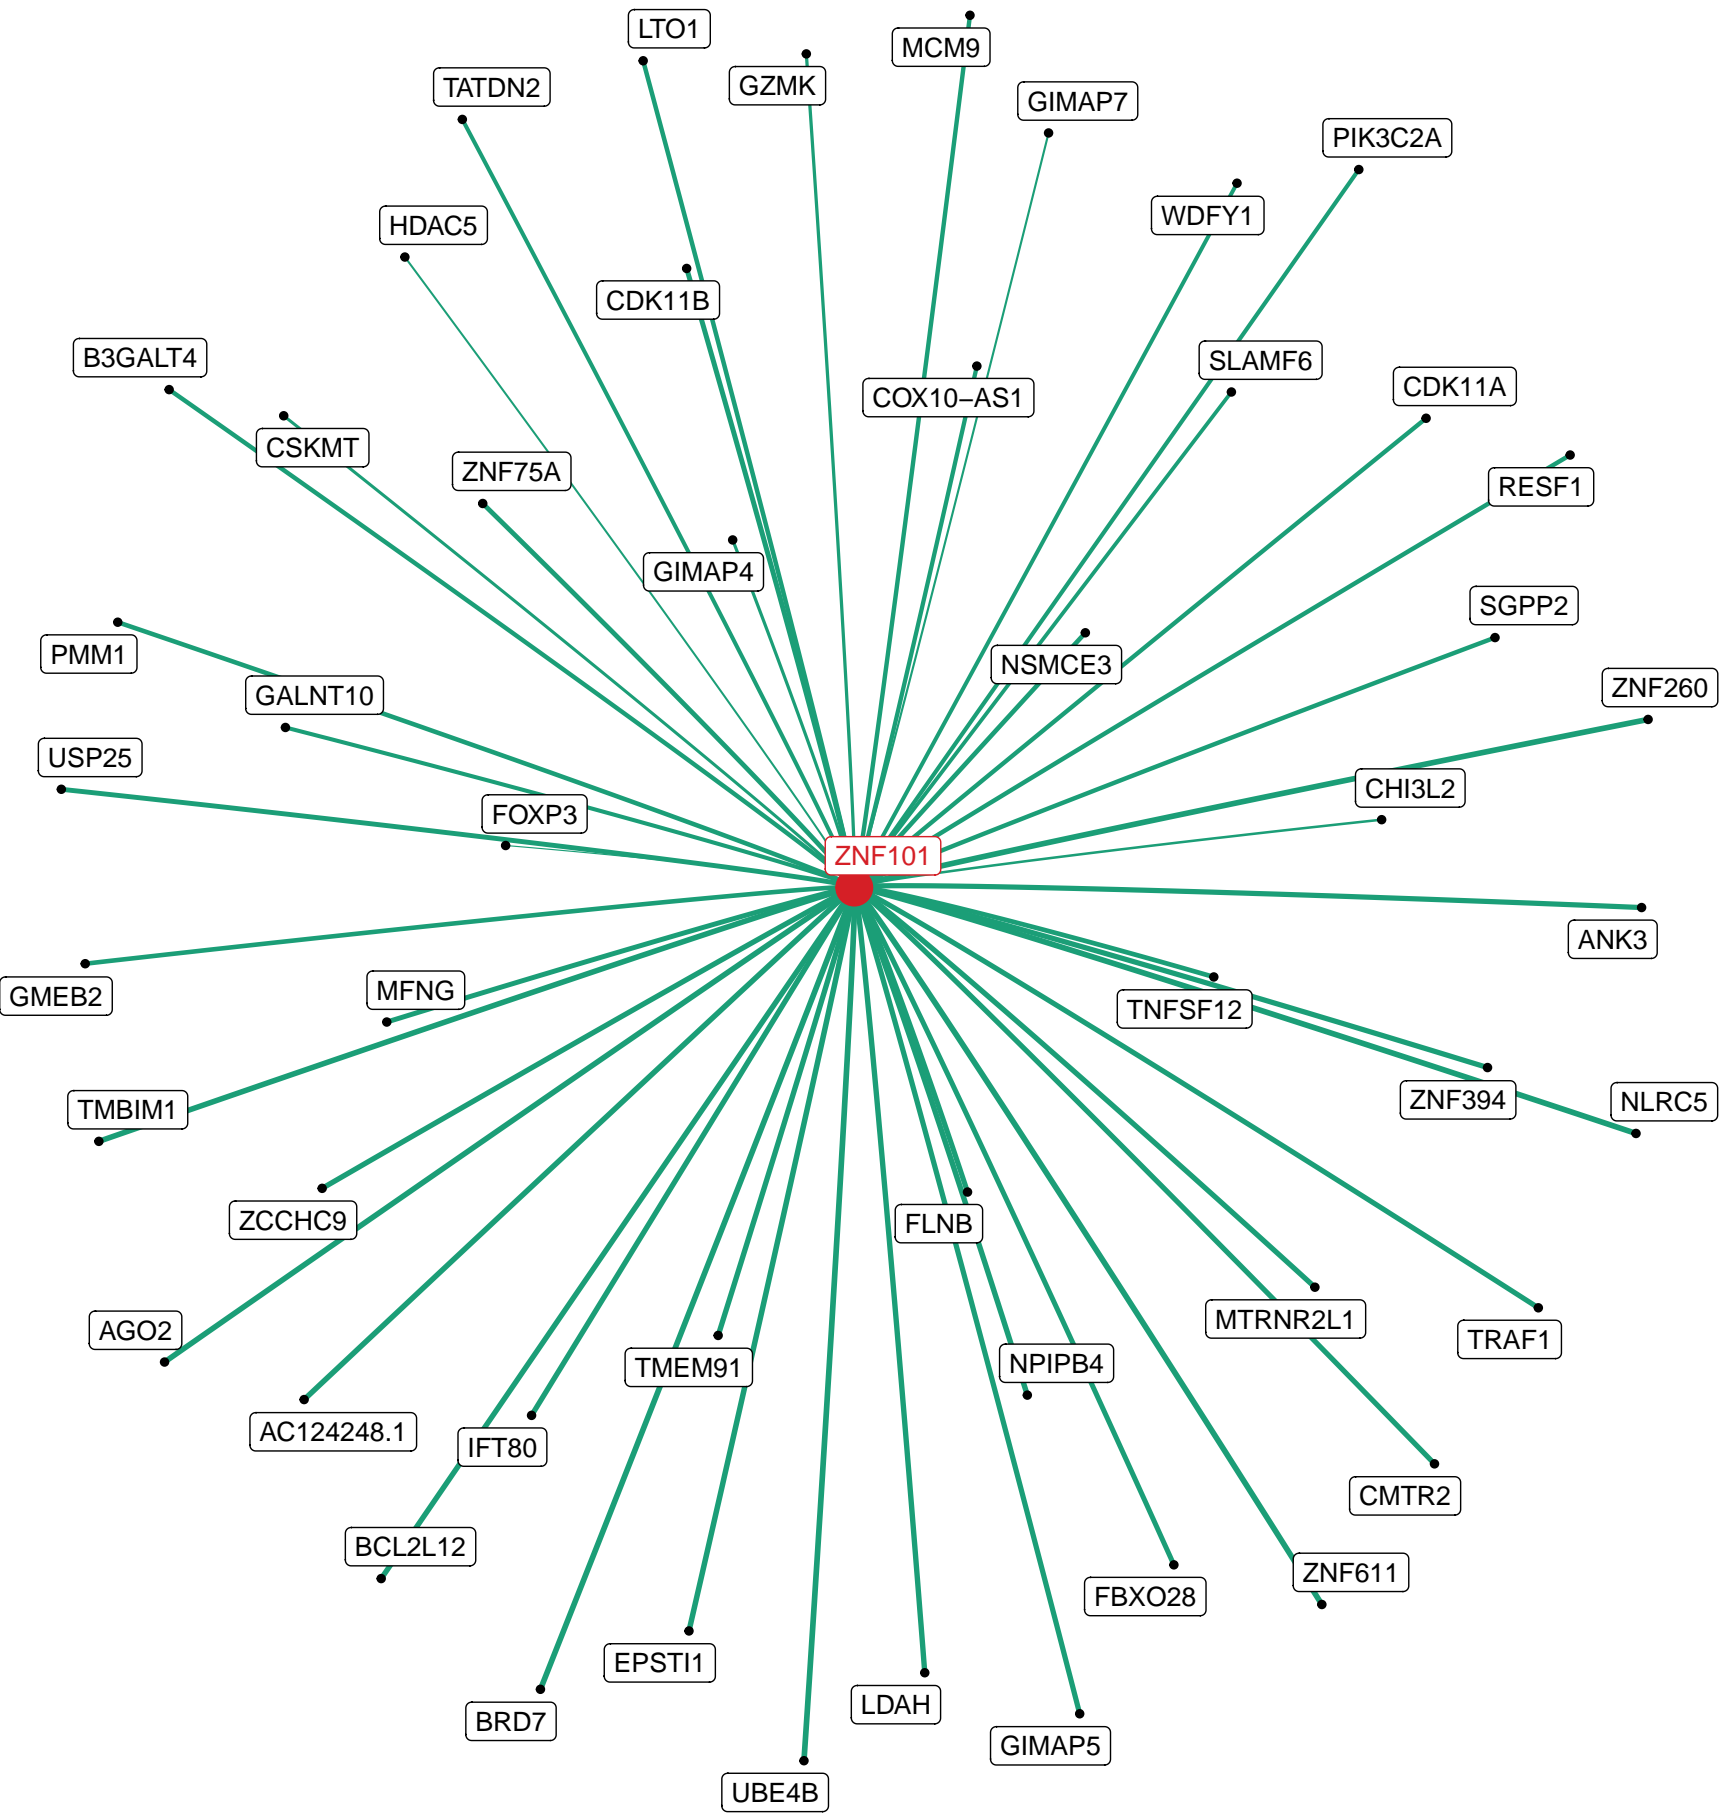 LTO1
MCM9
TATDN2
GZMK
GIMAP7
PIK3C2A
HDAC5
WDFY1
CDK11B
B3GALT4
SLAMF6
CDK11A
COX10−AS1
CSKMT
ZNF75A
RESF1
GIMAP4
SGPP2
PMM1
NSMCE3
GALNT10
ZNF260
USP25
CHI3L2
FOXP3
ZNF101
ANK3
MFNG
GMEB2
TNFSF12
ZNF394
NLRC5
TMBIM1
ZCCHC9
FLNB
MTRNR2L1
AGO2
TRAF1
NPIPB4
TMEM91
AC124248.1
IFT80
CMTR2
BCL2L12
ZNF611
FBXO28
EPSTI1
LDAH
BRD7
GIMAP5
UBE4B